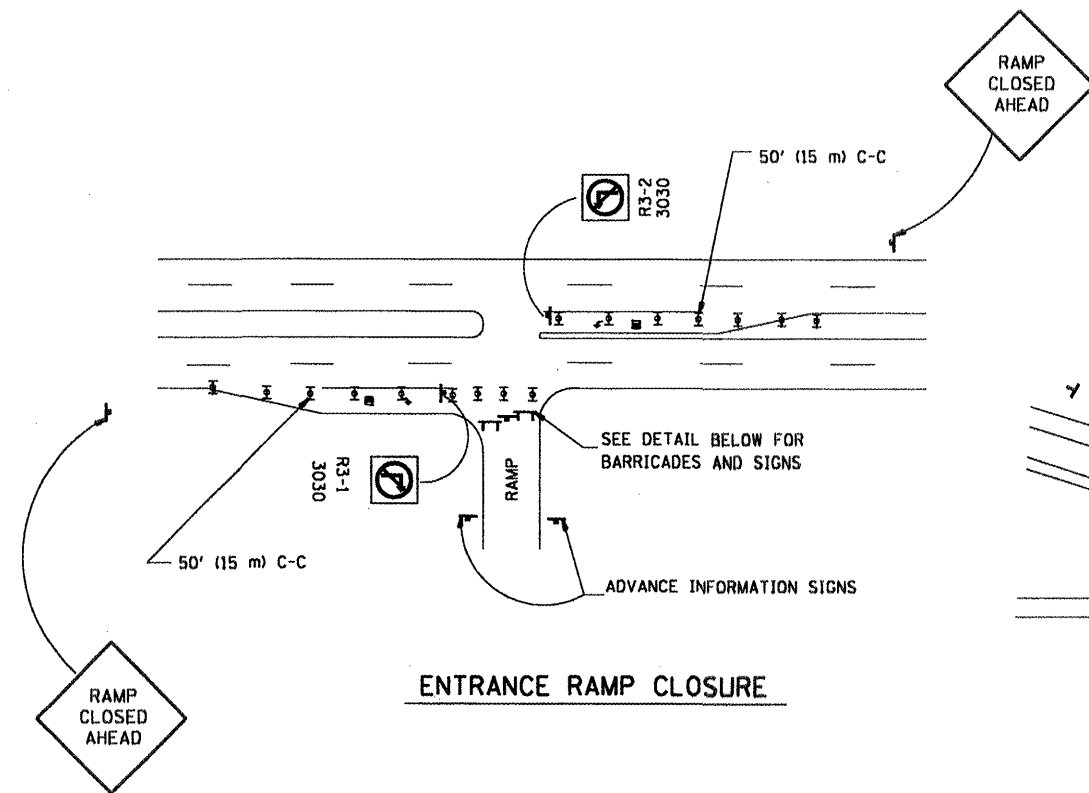 RAMP
CLOSED
AHEAD
50' (15 m) C-C
R3-2
3030
SEE DETAIL BELOW FOR
BARRICADES AND SIGNS
RAMP
R3-1
3030
50' (15 m) C-C
ADVANCE INFORMATION SIGNS
RAMP
CLOSED
AHEAD
ENTRANCE RAMP CLOSURE